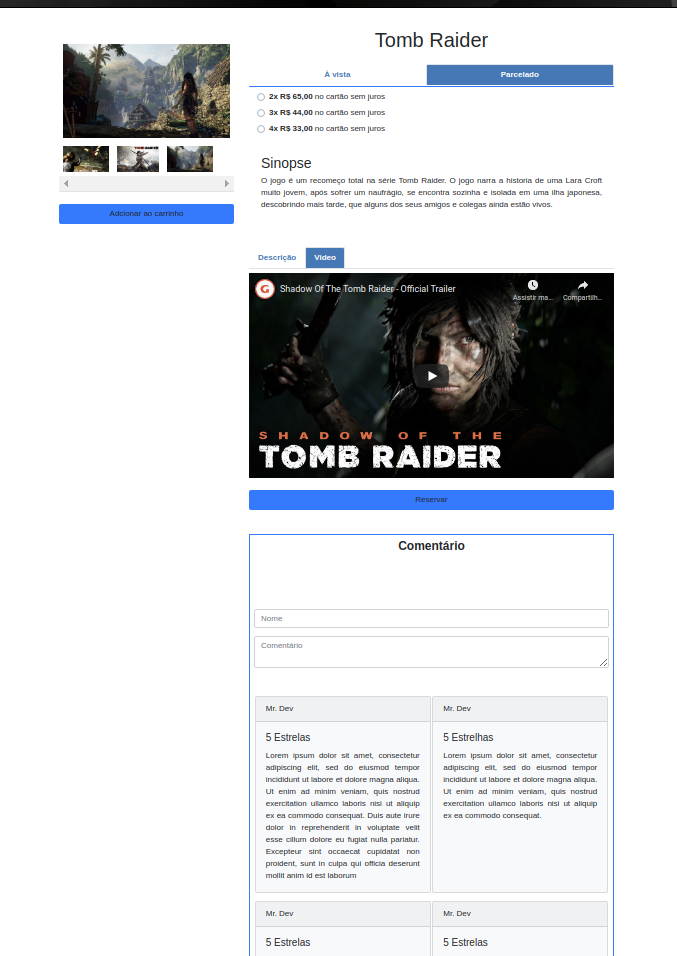 Tomb Raider
À vista
Parcelado
2x R$ 65,00 no cartão sem juros
3x R$ 44,00 no cartão sem juros
4x R$ 33,00 no cartão sem juros
Sinopse
O jogo é um recomeço total na série Tomb Raider. O jogo narra a historia de uma Lara Croft
muito jovem, após sofrer um naufrágio, se encontra sozinha e isolada em uma ilha japonesa,
descobrindo mais tarde, que alguns dos seus amigos e colegas ainda estão vivos.
Adcionar ao carrinho
Descrição
Video
G
Shadow Of The Tomb Raider - Official Trailer
Assistir ma...
Compartilh...
SHADOW OF THE
TOMB RAIDER
Reservar
Comentário
Nome
Comentário
Mr. Dev
5 Estrelas
Lorem ipsum dolor sit amet, consectetur
adipiscing elit, sed do eiusmod tempor
incididunt ut labore et dolore magna aliqua.
Ut enim ad minim veniam, quis nostrud
exercitation ullamco laboris nisi ut aliquip
ex ea commodo consequat. Duis aute irure
dolor in reprehenderit in voluptate velit
esse cillum dolore eu fugiat nulla pariatur.
Excepteur sint occaecat cupidatat non
proident, sunt in culpa qui officia deserunt
mollit anim id est laborum
Mr. Dev
5 Estrelhas
Lorem ipsum dolor sit amet, consectetur
adipiscing elit, sed do eiusmod tempor
incididunt ut labore et dolore magna aliqua.
Ut enim ad minim veniam, quis nostrud
exercitation ullamco laboris nisi ut aliquip
ex ea commodo consequat.
Mr. Dev
5 Estrelas
Mr. Dev
5 Estrelas